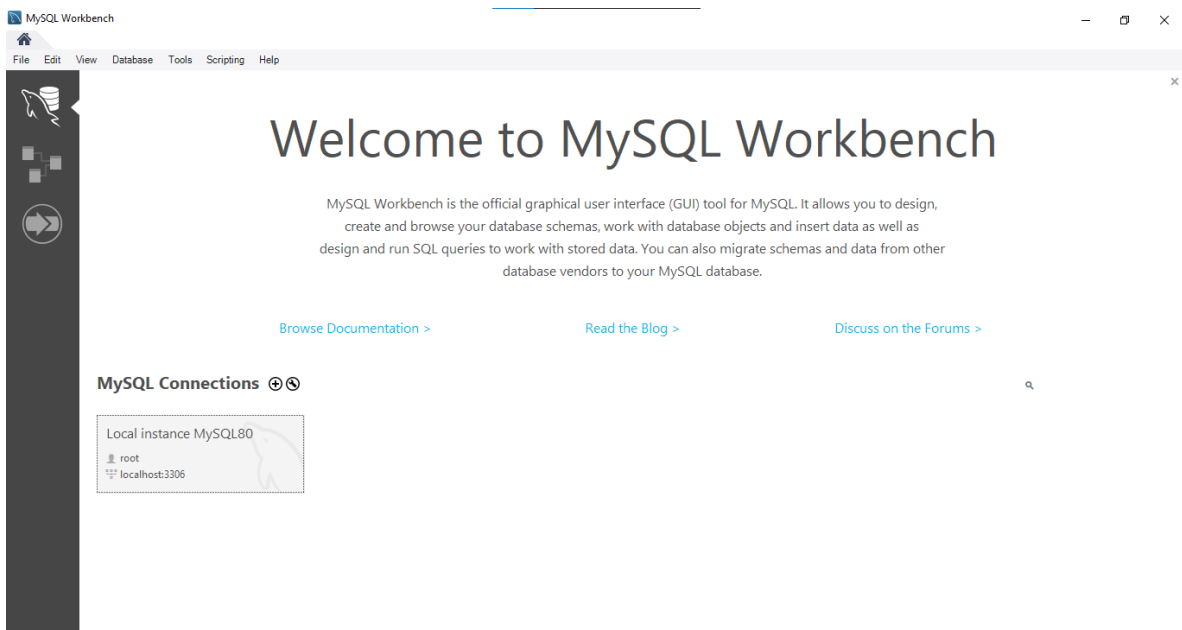 MySQL Workbench
File Edit View Database Tools Scripting Help
Welcome to MySQL Workbench
MySQL Workbench is the official graphical user interface (GUI) tool for MySQL. It allows you to design,
create and browse your database schemas, work with database objects and insert data as well as
design and run SQL queries to work with stored data. You can also migrate schemas and data from other
database vendors to your MySQL database.
Browse Documentation > Read the Blog > Discuss on the Forums >
MySQL Connections
Local instance MySQL80
root
localhost:3306